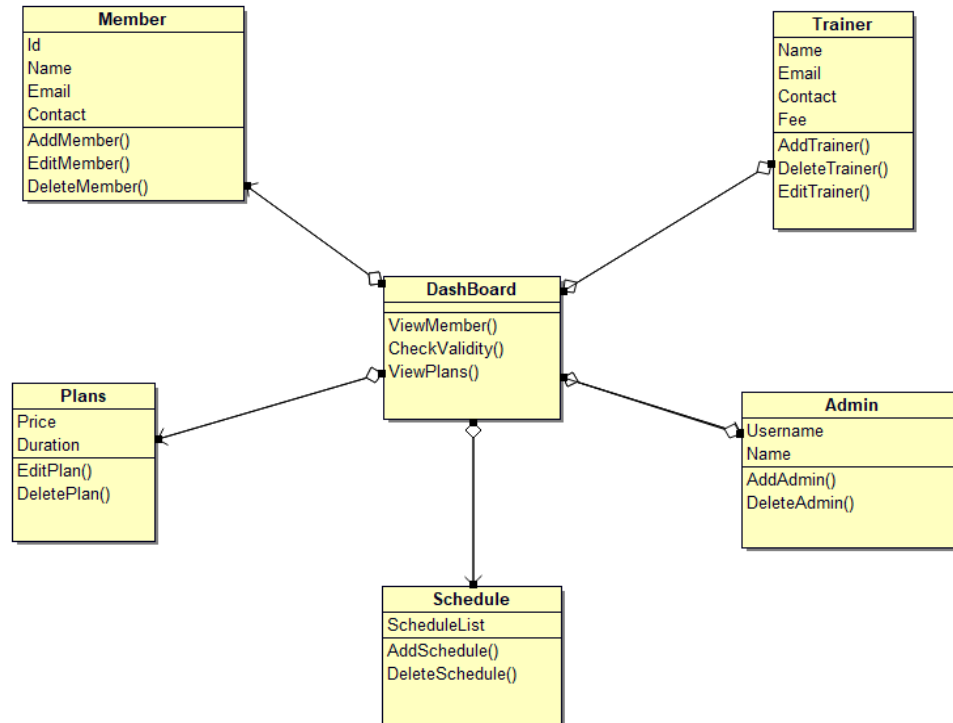 Member
Id
Name
Email
Contact
AddMember()
EditMember()
DeleteMember()
Trainer
Name
Email
Contact
Fee
AddTrainer()
DeleteTrainer()
EditTrainer()
DashBoard
ViewMember()
CheckValidity()
ViewPlans()
Plans
Price
Duration
EditPlan()
DeletePlan()
Admin
Username
Name
AddAdmin()
DeleteAdmin()
Schedule
ScheduleList
AddSchedule()
DeleteSchedule()